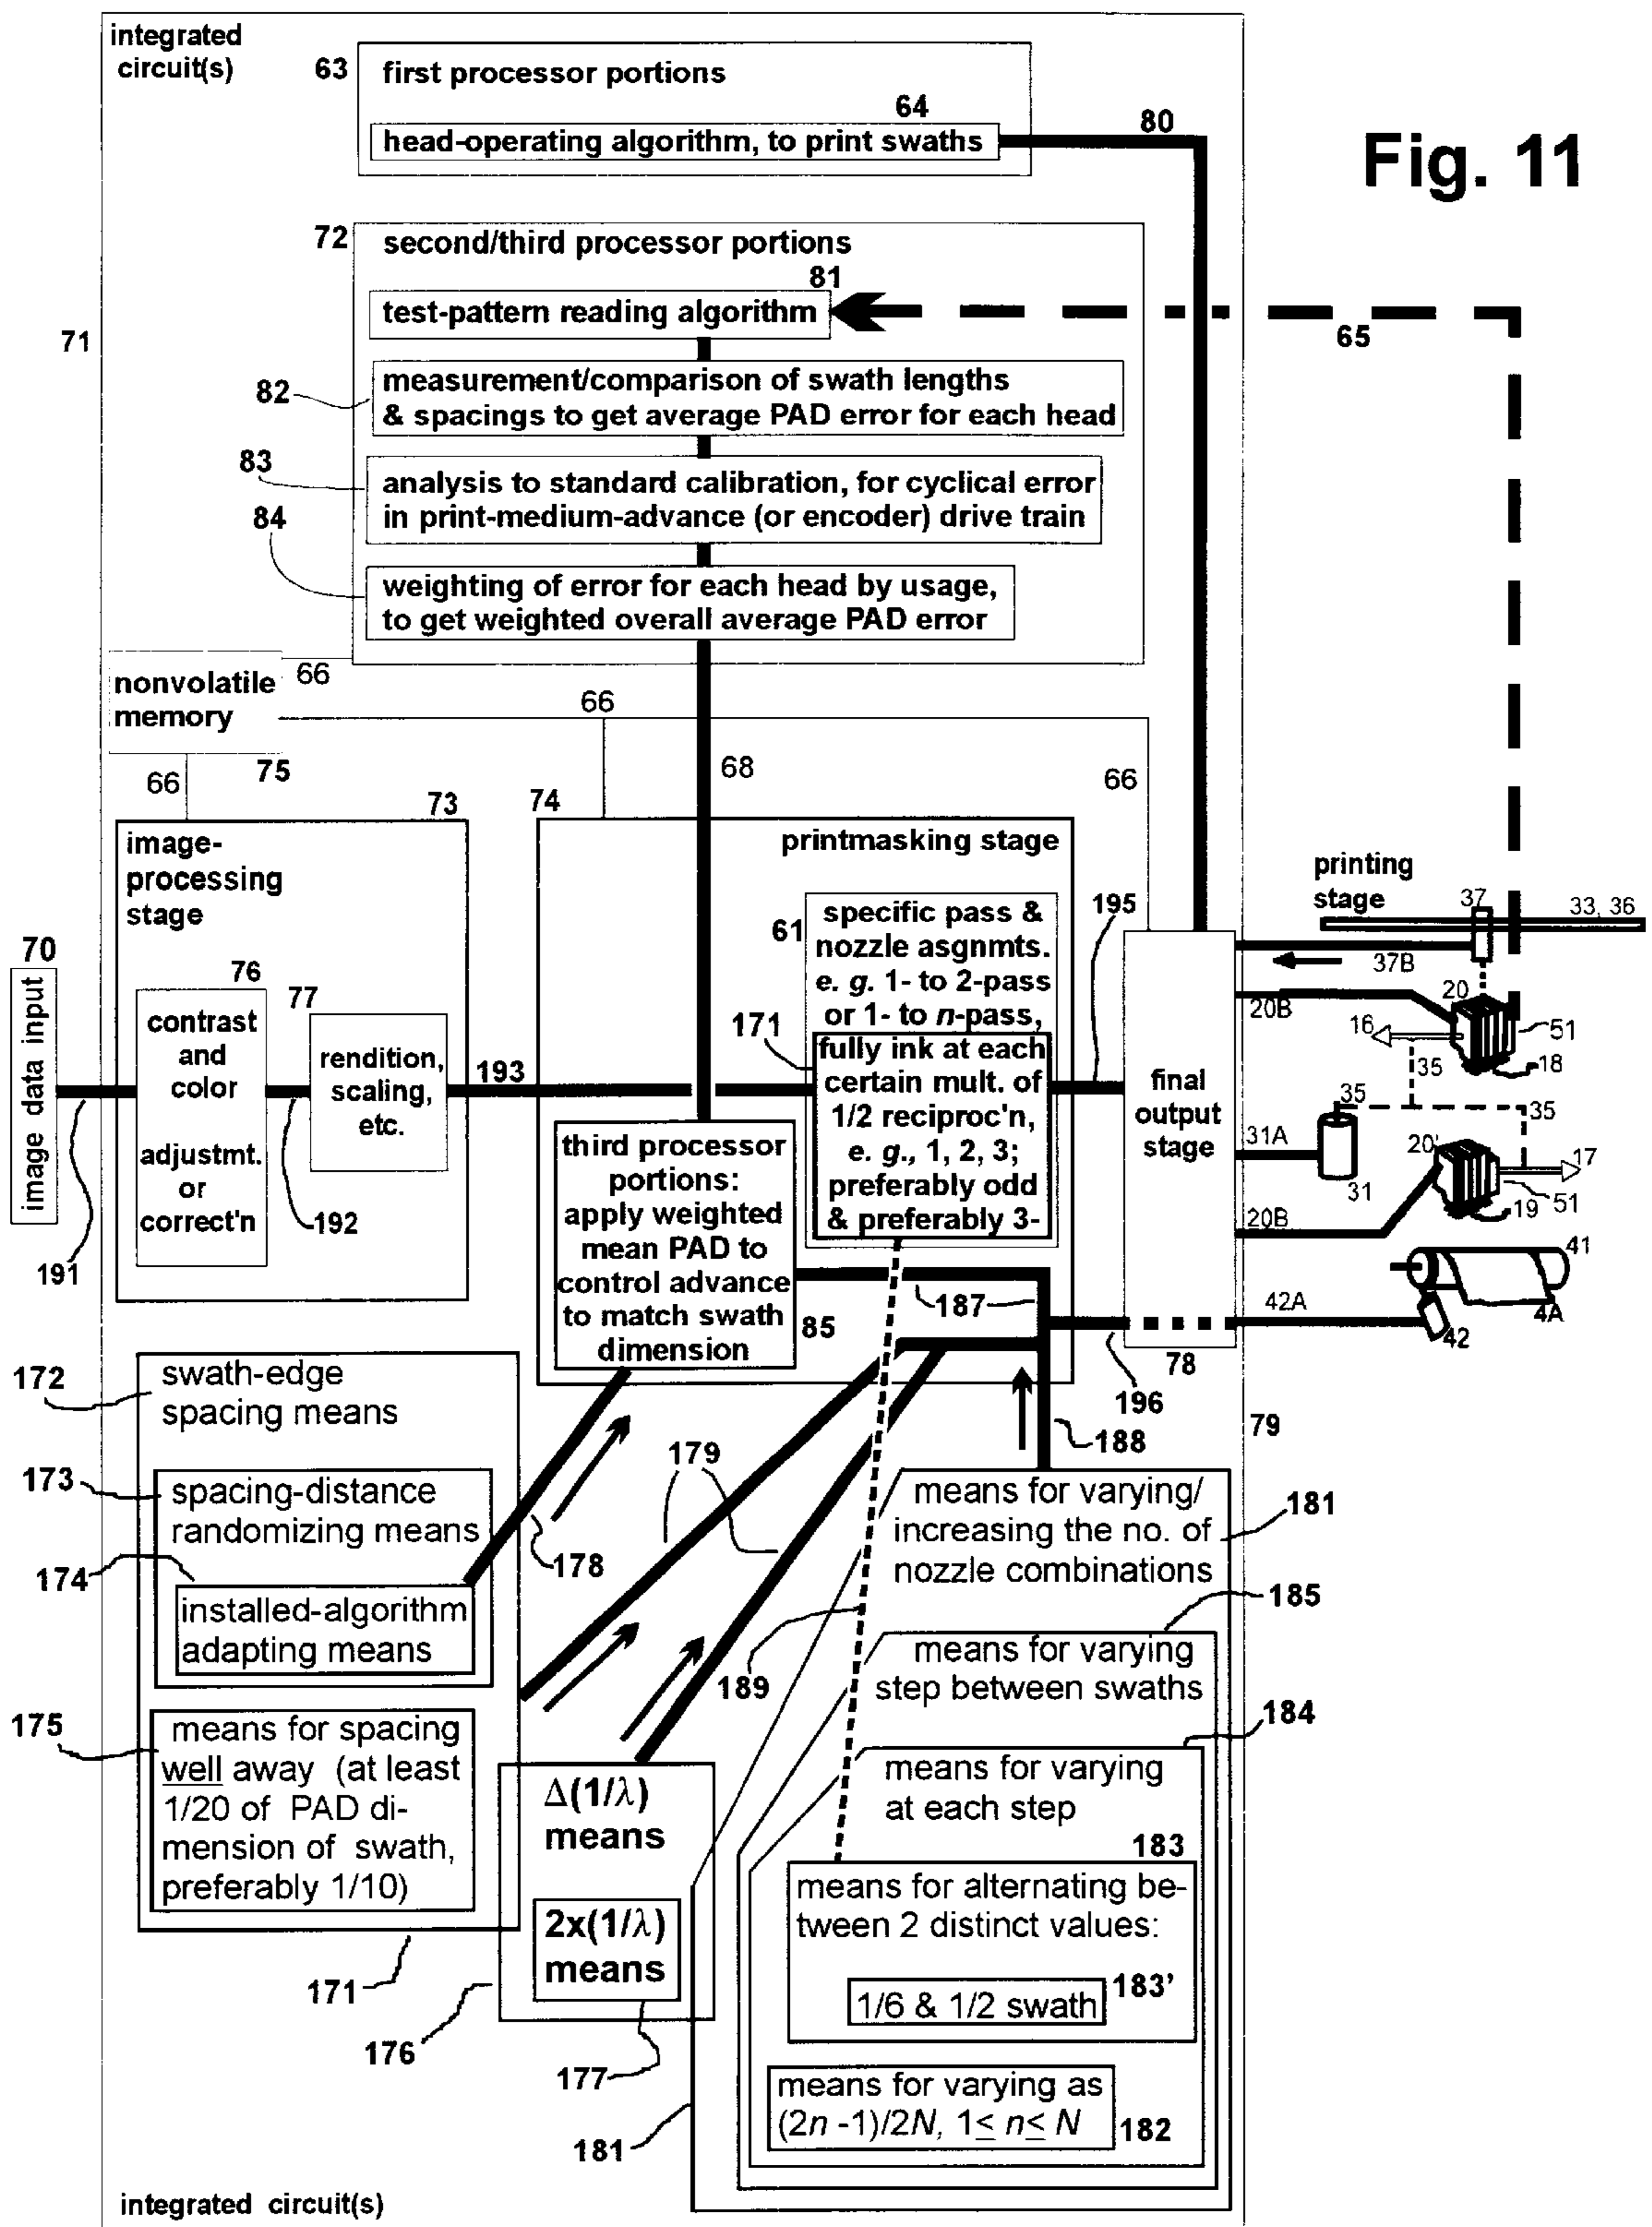 integrated
circuit(s)
63
first processor portions
64
head-operating algorithm, to print swaths
80
Fig. 11
72
second/third processor portions
81
test-pattern reading algorithm
65
71
82
measurement/comparison of swath lengths
& spacings to get average PAD error for each head
83
analysis to standard calibration, for cyclical error
in print-medium-advance (or encoder) drive train
84
weighting of error for each head by usage,
to get weighted overall average PAD error
nonvolatile
memory
66
66
75
66
68
66
73
image-
processing
stage
74
printmasking stage
70
image data input
76
contrast
and
color
adjustmt.
or
correct'n
77
rendition,
scaling,
etc.
191
192
193
61
specific pass &
nozzle asgnmts.
e. g. 1- to 2-pass
or 1- to n-pass,
171
fully ink at each
certain mult. of
1/2 reciproc'n,
e. g., 1, 2, 3;
preferably odd
& preferably 3-
195
third processor
portions:
apply weighted
mean PAD to
control advance
to match swath
dimension
85
187
final
output
stage
78
196
printing
stage
37
33, 36
37B
20
20B
16
51
18
35
35
35
31A
31
20'
17
51
19
20B
41
42A
4A
42
79
172
swath-edge
spacing means
173
spacing-distance
randomizing means
174
installed-algorithm
adapting means
175
means for spacing
well away (at least
1/20 of PAD di-
mension of swath,
preferably 1/10)
171
178
179
188
189
Δ(1/λ)
means
2x(1/λ)
means
176
177
means for varying/
increasing the no. of
nozzle combinations
181
185
means for varying
step between swaths
184
means for varying
at each step
183
means for alternating be-
tween 2 distinct values:
1/6 & 1/2 swath
183’
means for varying as
(2n -1)/2N, 1≤ n≤ N
182
181
integrated circuit(s)